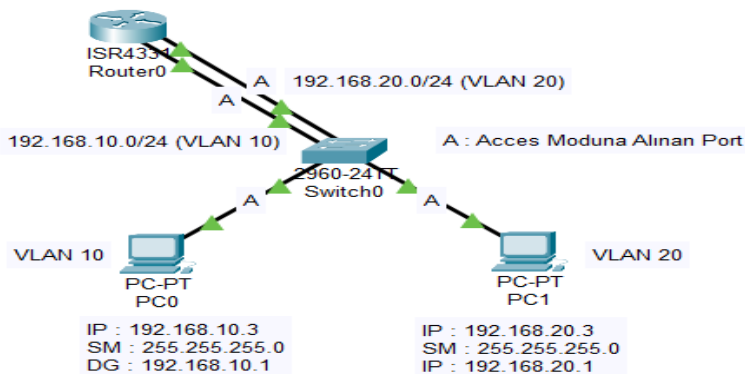 ISR4331
Router0
A
192.168.20.0/24 (VLAN 20)
A
192.168.10.0/24 (VLAN 10)
A : Acces Moduna Alınan Port
2960-24TT
Switch0
A
A
VLAN 10
VLAN 20
PC-PT
PC0
PC-PT
PC1
IP : 192.168.10.3
SM : 255.255.255.0
DG : 192.168.10.1
IP : 192.168.20.3
SM : 255.255.255.0
IP : 192.168.20.1